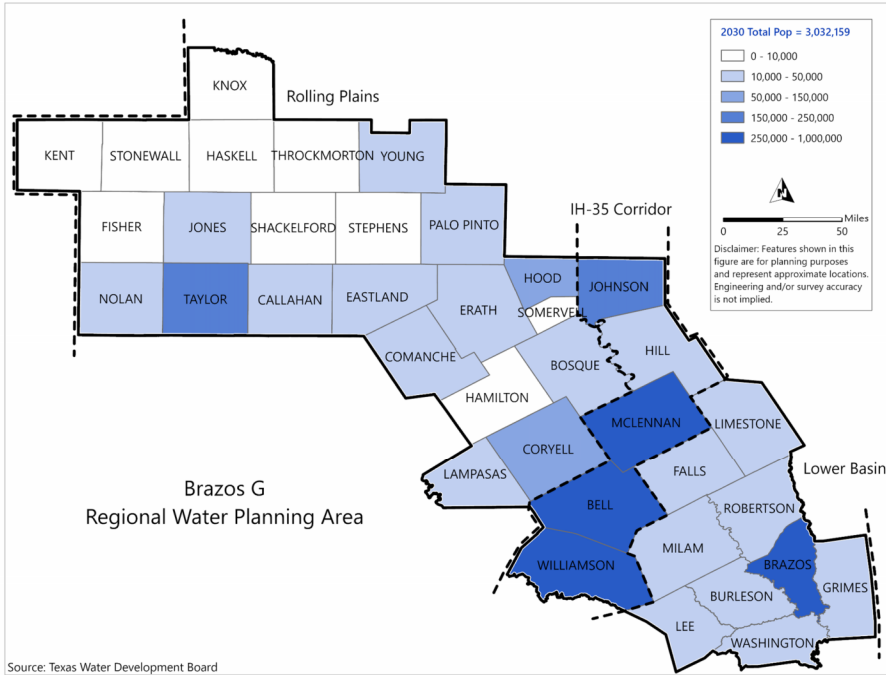 2030 Total Pop = 3,032,159
0 - 10,000
10,000 - 50,000
50,000 - 150,000
150,000 - 250,000
250,000 - 1,000,000
N
Miles
0 25 50
Disclaimer: Features shown in this
figure are for planning purposes
and represent approximate locations.
Engineering and/or survey accuracy
is not implied.
KNOX
Rolling Plains
KENT
STONEWALL
HASKELL
THROCKMORTON
YOUNG
FISHER
JONES
SHACKELFORD
STEPHENS
PALO PINTO
IH-35 Corridor
NOLAN
TAYLOR
CALLAHAN
EASTLAND
ERATH
HOOD
JOHNSON
SOMERVELL
COMANCHE
BOSQUE
HILL
HAMILTON
MCLENNAN
LIMESTONE
CORYELL
LAMPASAS
FALLS
Lower Basin
Brazos G
Regional Water Planning Area
BELL
ROBERTSON
MILAM
WILLIAMSON
BRAZOS
GRIMES
BURLESON
LEE
WASHINGTON
Source: Texas Water Development Board